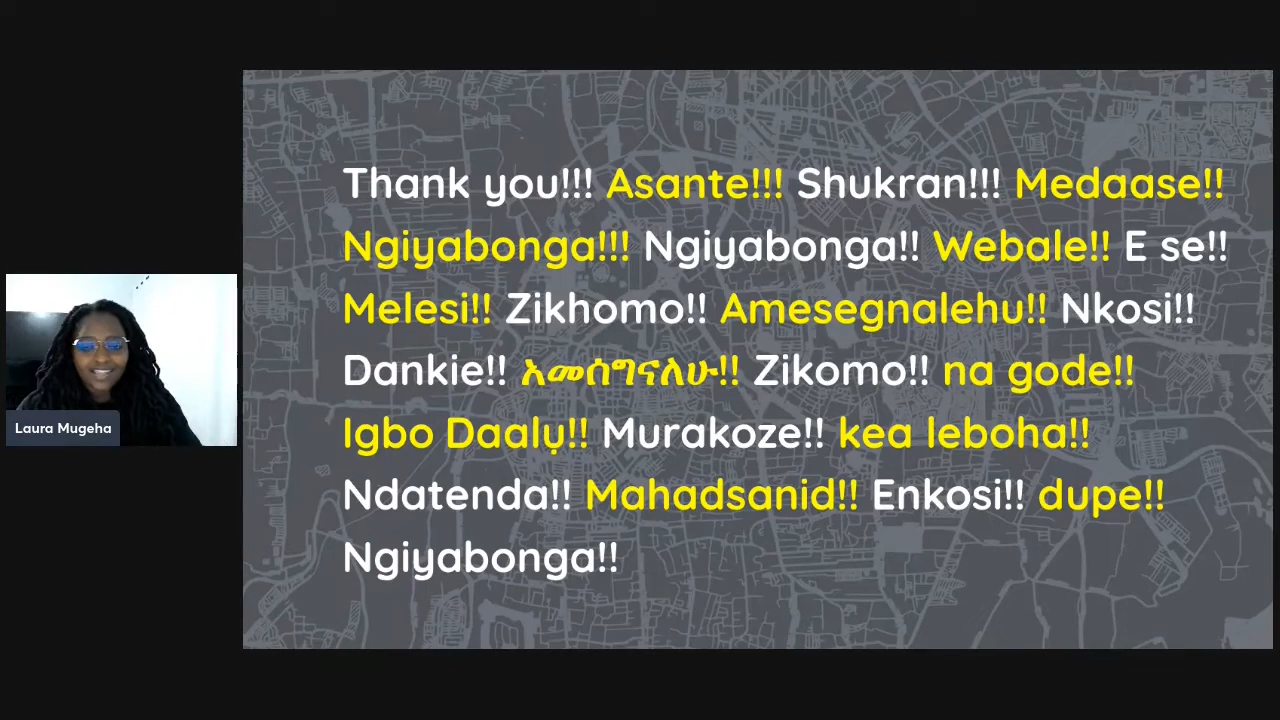 Thank you!!! Asante!!! Shukran!!! Medaase!!
Ngiyabonga!!! Ngiyabonga!! Webale!! E se!!
Melesi!! Zikhomo!! Amesegnalehu!! Nkosi!!
Dankie!! አመሰግናለሁ!! Zikomo!! na gode!!
Igbo Daalụ!! Murakoze!! kea leboha!!
Ndatenda!! Mahadsanid!! Enkosi!! dupe!!
Ngiyabonga!!
Laura Mugeha